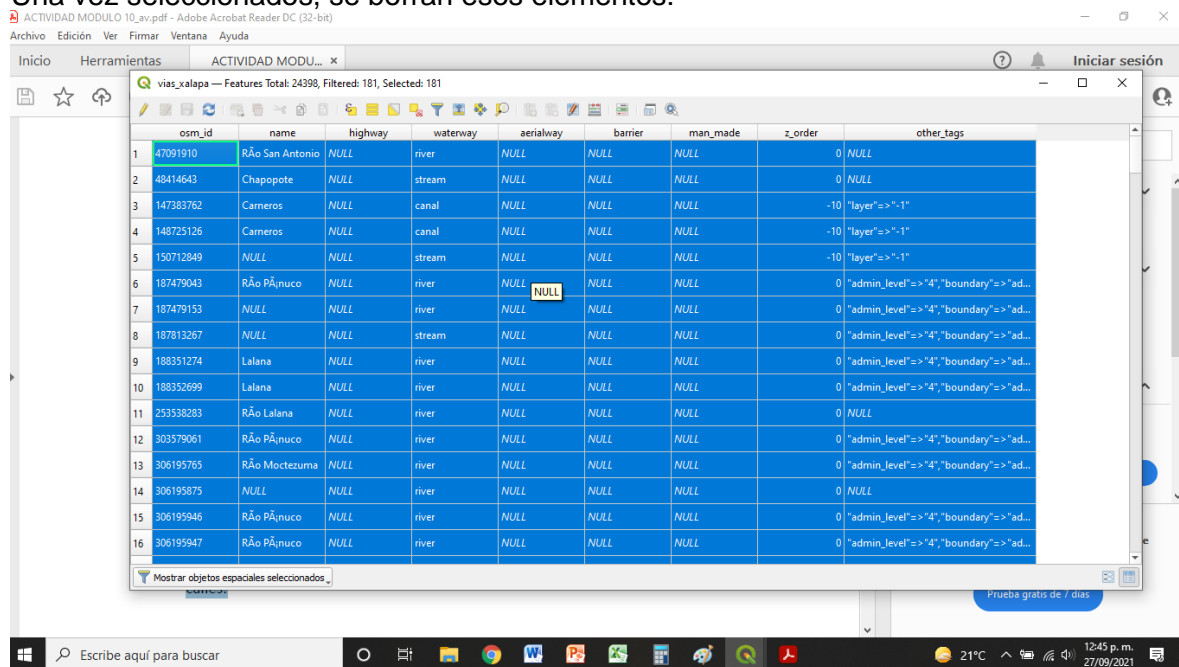 Una vez seleccionados, se borran esos elementos.
ACTIVIDAD MODULO 10_av.pdf - Adobe Acrobat Reader DC (32-bit)
Archivo Edición Ver Firmar Ventana Ayuda
Inicio Herramientas ACTIVIDAD MODU... × Iniciar sesión
vias_xalapa — Features Total: 24398, Filtered: 181, Selected: 181
osm_id name highway waterway aerialway barrier man_made z_order other_tags
1 47091910 RÃ­o San Antonio NULL river NULL NULL NULL 0 NULL
2 48414643 Chapopote NULL stream NULL NULL NULL 0 NULL
3 147383762 Carneros NULL canal NULL NULL NULL -10 "layer"=>"-1"
4 148725126 Carneros NULL canal NULL NULL NULL -10 "layer"=>"-1"
5 150712849 NULL NULL stream NULL NULL NULL -10 "layer"=>"-1"
6 187479043 RÃ­o PÃ¡nuco NULL river NULL NULL NULL 0 "admin_level"=>"4","boundary"=>"ad...
NULL
7 187479153 NULL NULL river NULL NULL NULL 0 "admin_level"=>"4","boundary"=>"ad...
8 187813267 NULL NULL stream NULL NULL NULL 0 "admin_level"=>"4","boundary"=>"ad...
9 188351274 Lalana NULL river NULL NULL NULL 0 "admin_level"=>"4","boundary"=>"ad...
10 188352699 Lalana NULL river NULL NULL NULL 0 "admin_level"=>"4","boundary"=>"ad...
11 253538283 RÃ­o Lalana NULL river NULL NULL NULL 0 NULL
12 303579061 RÃ­o PÃ¡nuco NULL river NULL NULL NULL 0 "admin_level"=>"4","boundary"=>"ad...
13 306195765 RÃ­o Moctezuma NULL river NULL NULL NULL 0 "admin_level"=>"4","boundary"=>"ad...
14 306195875 NULL NULL river NULL NULL NULL 0 NULL
15 306195946 RÃ­o PÃ¡nuco NULL river NULL NULL NULL 0 "admin_level"=>"4","boundary"=>"ad...
16 306195947 RÃ­o PÃ¡nuco NULL river NULL NULL NULL 0 "admin_level"=>"4","boundary"=>"ad...
Mostrar objetos espaciales seleccionados
calles.
Prueba gratis de 7 días
Escribe aquí para buscar
21°C
12:45 p. m.
27/09/2021